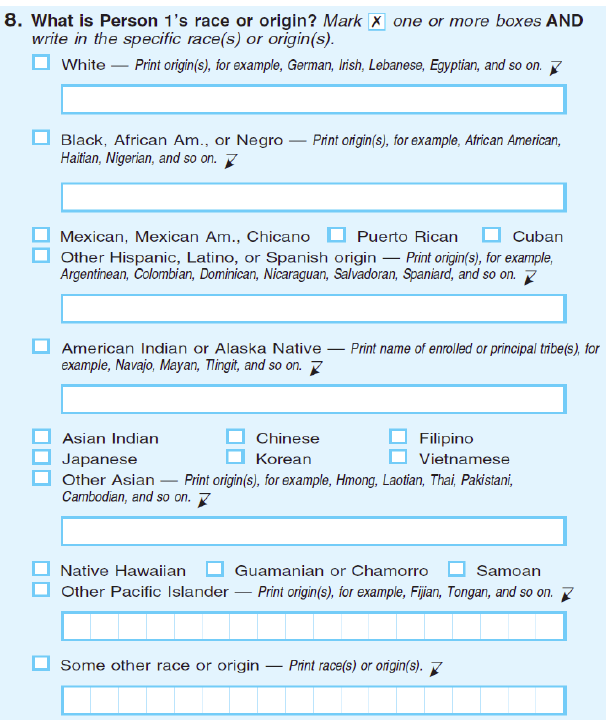 8. What is Person 1's race or origin? Mark X one or more boxes AND
write in the specific race(s) or origin(s).
White — Print origin(s), for example, German, Irish, Lebanese, Egyptian, and so on.
Black, African Am., or Negro — Print origin(s), for example, African American,
Haitian, Nigerian, and so on.
Mexican, Mexican Am., Chicano Puerto Rican Cuban
Other Hispanic, Latino, or Spanish origin — Print origin(s), for example,
Argentinean, Colombian, Dominican, Nicaraguan, Salvadoran, Spaniard, and so on.
American Indian or Alaska Native — Print name of enrolled or principal tribe(s), for
example, Navajo, Mayan, Tlingit, and so on.
Asian Indian Chinese Filipino
Japanese Korean Vietnamese
Other Asian — Print origin(s), for example, Hmong, Laotian, Thai, Pakistani,
Cambodian, and so on.
Native Hawaiian Guamanian or Chamorro Samoan
Other Pacific Islander — Print origin(s), for example, Fijian, Tongan, and so on.
Some other race or origin — Print race(s) or origin(s).